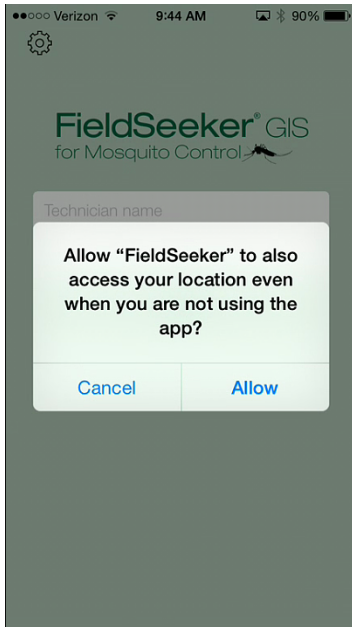 Verizon 9:44 AM 90%
FieldSeeker® GIS
for Mosquito Control
Technician name
Allow “FieldSeeker” to also
access your location even
when you are not using the
app?
Cancel Allow